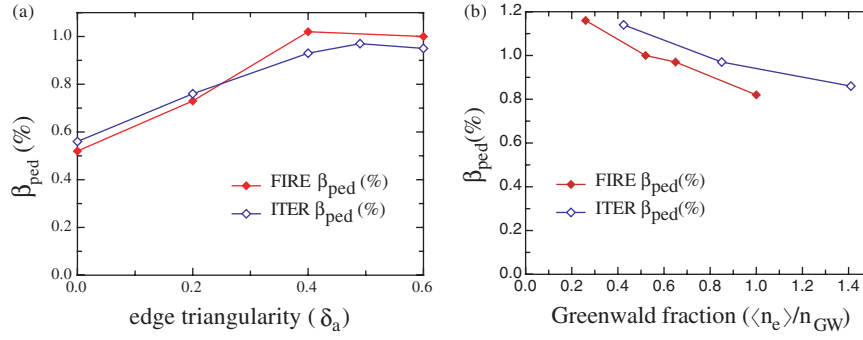 (a)
1.0
0.8
0.6
0.4
0.2
0.0
β_ped (%)
FIRE β_ped (%)
ITER β_ped (%)
0.0 0.2 0.4 0.6
edge triangularity (δ_a)
(b)
1.2
1.0
0.8
0.6
0.4
0.2
0.0
β_ped(%)
FIRE β_ped(%)
ITER β_ped(%)
0.0 0.2 0.4 0.6 0.8 1.0 1.2 1.4
Greenwald fraction (⟨n_e⟩/n_GW)